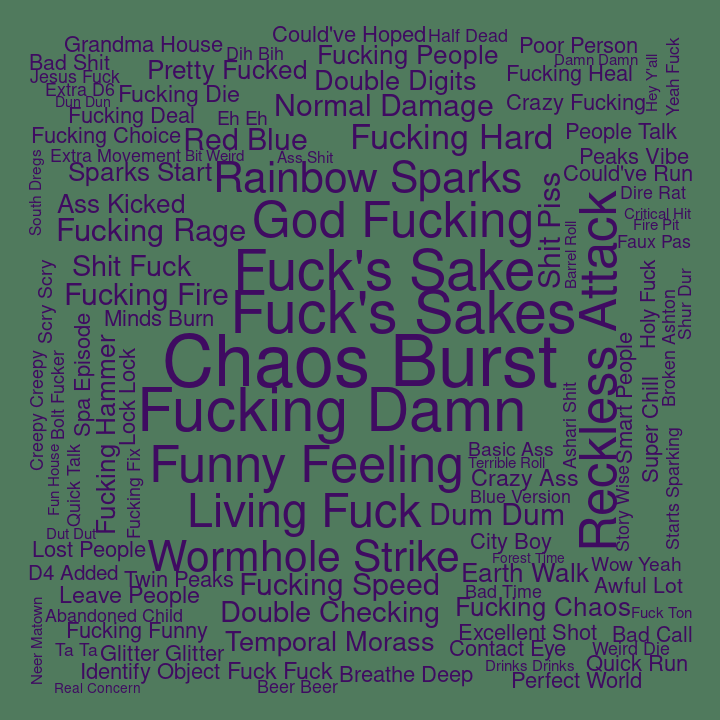 Could've Hoped
Half Dead
Grandma House
Dih Bih
Fucking People
Poor Person
Bad Shit
Pretty Fucked
Damn Damn
Jesus Fuck
Double Digits
Fucking Heal
Hey Y'all
Yeah Fuck
Extra D6
Fucking Die
Dun Dun
Normal Damage
Crazy Fucking
Fucking Deal
Eh Eh
Fucking Choice
Red Blue
Fucking Hard
People Talk
Extra Movement
Bit Weird
Ass Shit
Peaks Vibe
South Dregs
Sparks Start
Rainbow Sparks
Could've Run
Dire Rat
Ass Kicked
God Fucking
Shit Piss
Critical Hit
Fire Pit
Fucking Rage
Barrel Roll
Reckless Attack
Faux Pas
Shit Fuck
Fuck's Sake
Fucking Fire
Scry Scry
Holy Fuck
Shur Dur
Minds Burn
Fuck's Sakes
Broken Ashton
Creepy Creepy
Bolt Fucker
Spa Episode
Fucking Hammer
Lock Lock
Chaos Burst
Smart People
Super Chill
Fucking Damn
Ashari Shit
Fun House
Quick Talk
Fucking Fix
Funny Feeling
Basic Ass
Terrible Roll
Crazy Ass
Story Wise
Starts Sparking
Blue Version
Living Fuck
Dum Dum
Dut Dut
City Boy
Lost People
Wormhole Strike
Forest Time
D4 Added
Twin Peaks
Fucking Speed
Earth Walk
Wow Yeah
Leave People
Bad Time
Awful Lot
Neer Matown
Abandoned Child
Double Checking
Fucking Chaos
Fuck Ton
Fucking Funny
Excellent Shot
Bad Call
Ta Ta
Glitter Glitter
Temporal Morass
Contact Eye
Weird Die
Identify Object
Fuck Fuck
Breathe Deep
Drinks Drinks
Quick Run
Real Concern
Beer Beer
Perfect World